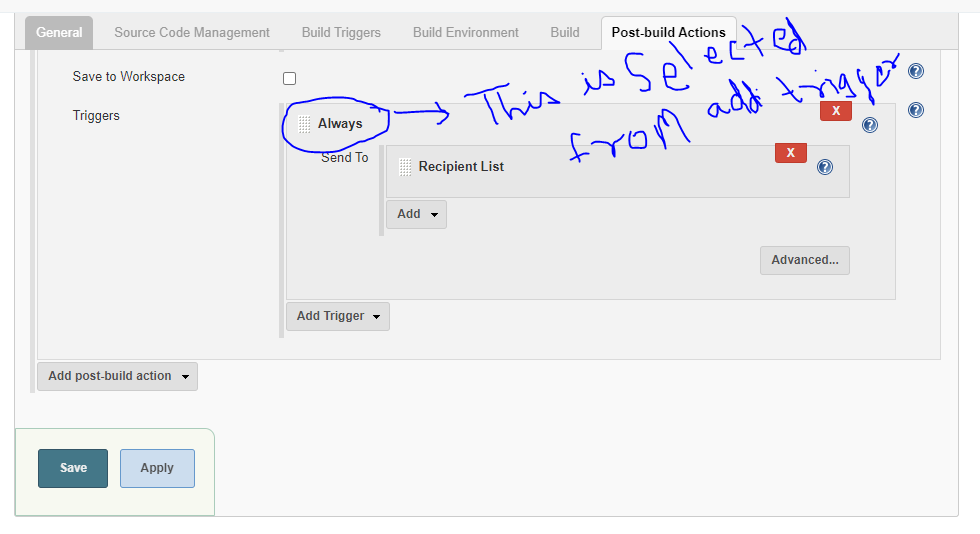 General Source Code Management Build Triggers Build Environment Build Post-build Actions
Save to Workspace
Triggers
Always
This is Selected
from add trigger
X
Send To
Recipient List
X
Add
Advanced...
Add Trigger
Add post-build action
Save Apply